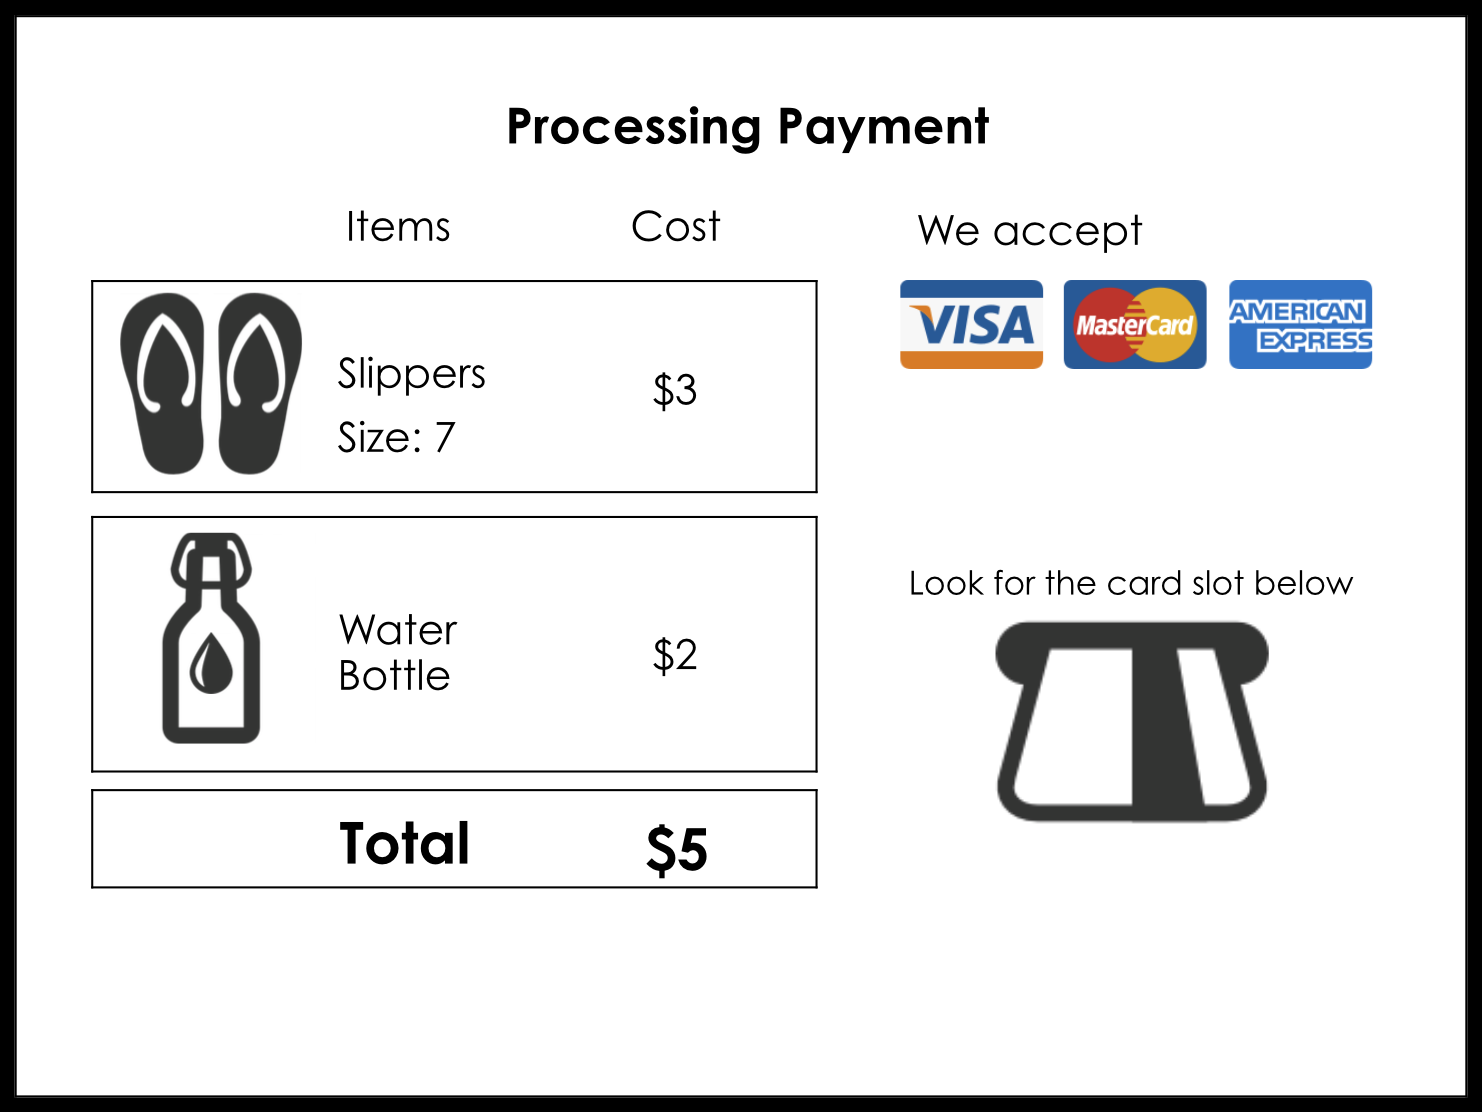 Processing Payment
Items Cost We accept
VISA MasterCard AMERICAN
EXPRESS
Slippers
Size: 7
$3
Look for the card slot below
Water
Bottle
$2
Total $5